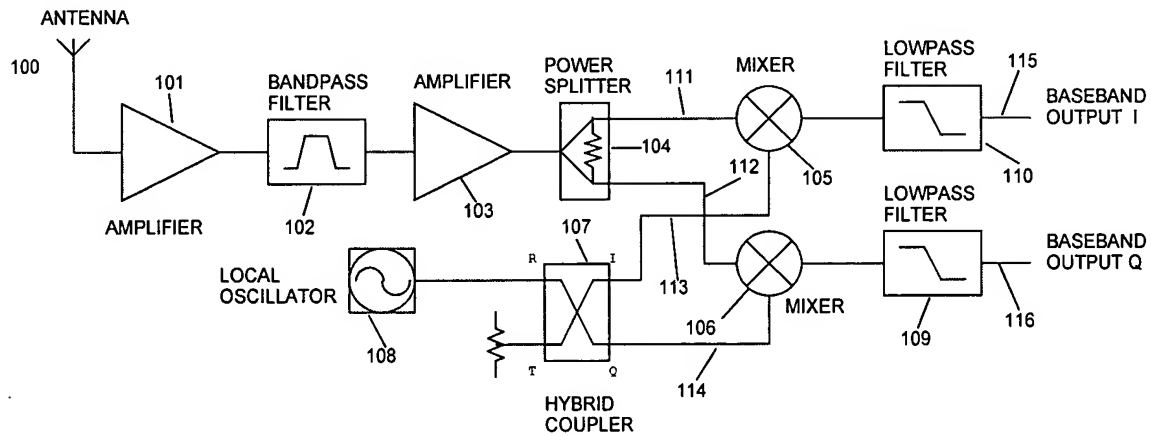 ANTENNA
100
101
AMPLIFIER
BANDPASS
FILTER
102
AMPLIFIER
103
POWER
SPLITTER
104
111
112
MIXER
105
LOWPASS
FILTER
110
115
BASEBAND
OUTPUT I
LOCAL
OSCILLATOR
108
R
I
107
T
Q
HYBRID
COUPLER
113
114
106
MIXER
LOWPASS
FILTER
109
BASEBAND
OUTPUT Q
116